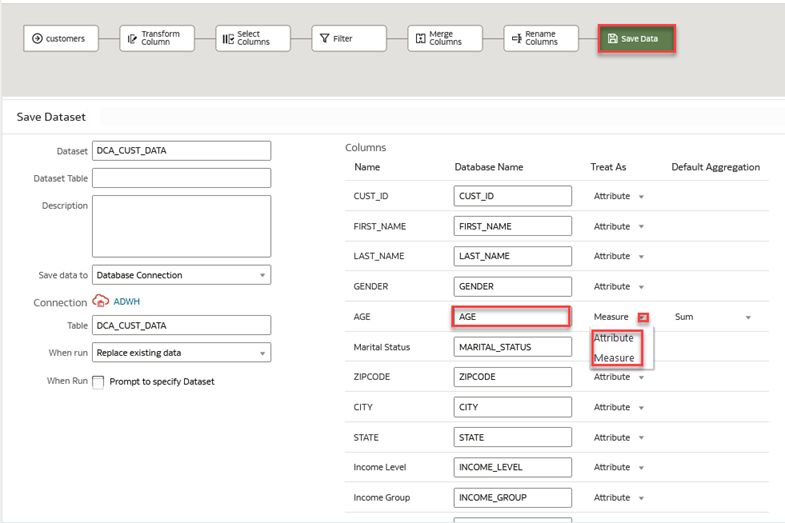 customers
Transform
Column
Select
Columns
Filter
Merge
Columns
Rename
Columns
Save Data
Save Dataset
Dataset DCA_CUST_DATA
Dataset Table
Description
Save data to Database Connection
Connection ADWH
Table DCA_CUST_DATA
When run Replace existing data
When Run Prompt to specify Dataset
Columns
Name Database Name Treat As Default Aggregation
CUST_ID CUST_ID Attribute
FIRST_NAME FIRST_NAME Attribute
LAST_NAME LAST_NAME Attribute
GENDER GENDER Attribute
AGE AGE Measure Sum
Attribute
Marital Status MARITAL_STATUS
Measure
ZIPCODE ZIPCODE Attribute
CITY CITY Attribute
STATE STATE Attribute
Income Level INCOME_LEVEL Attribute
Income Group INCOME_GROUP Attribute